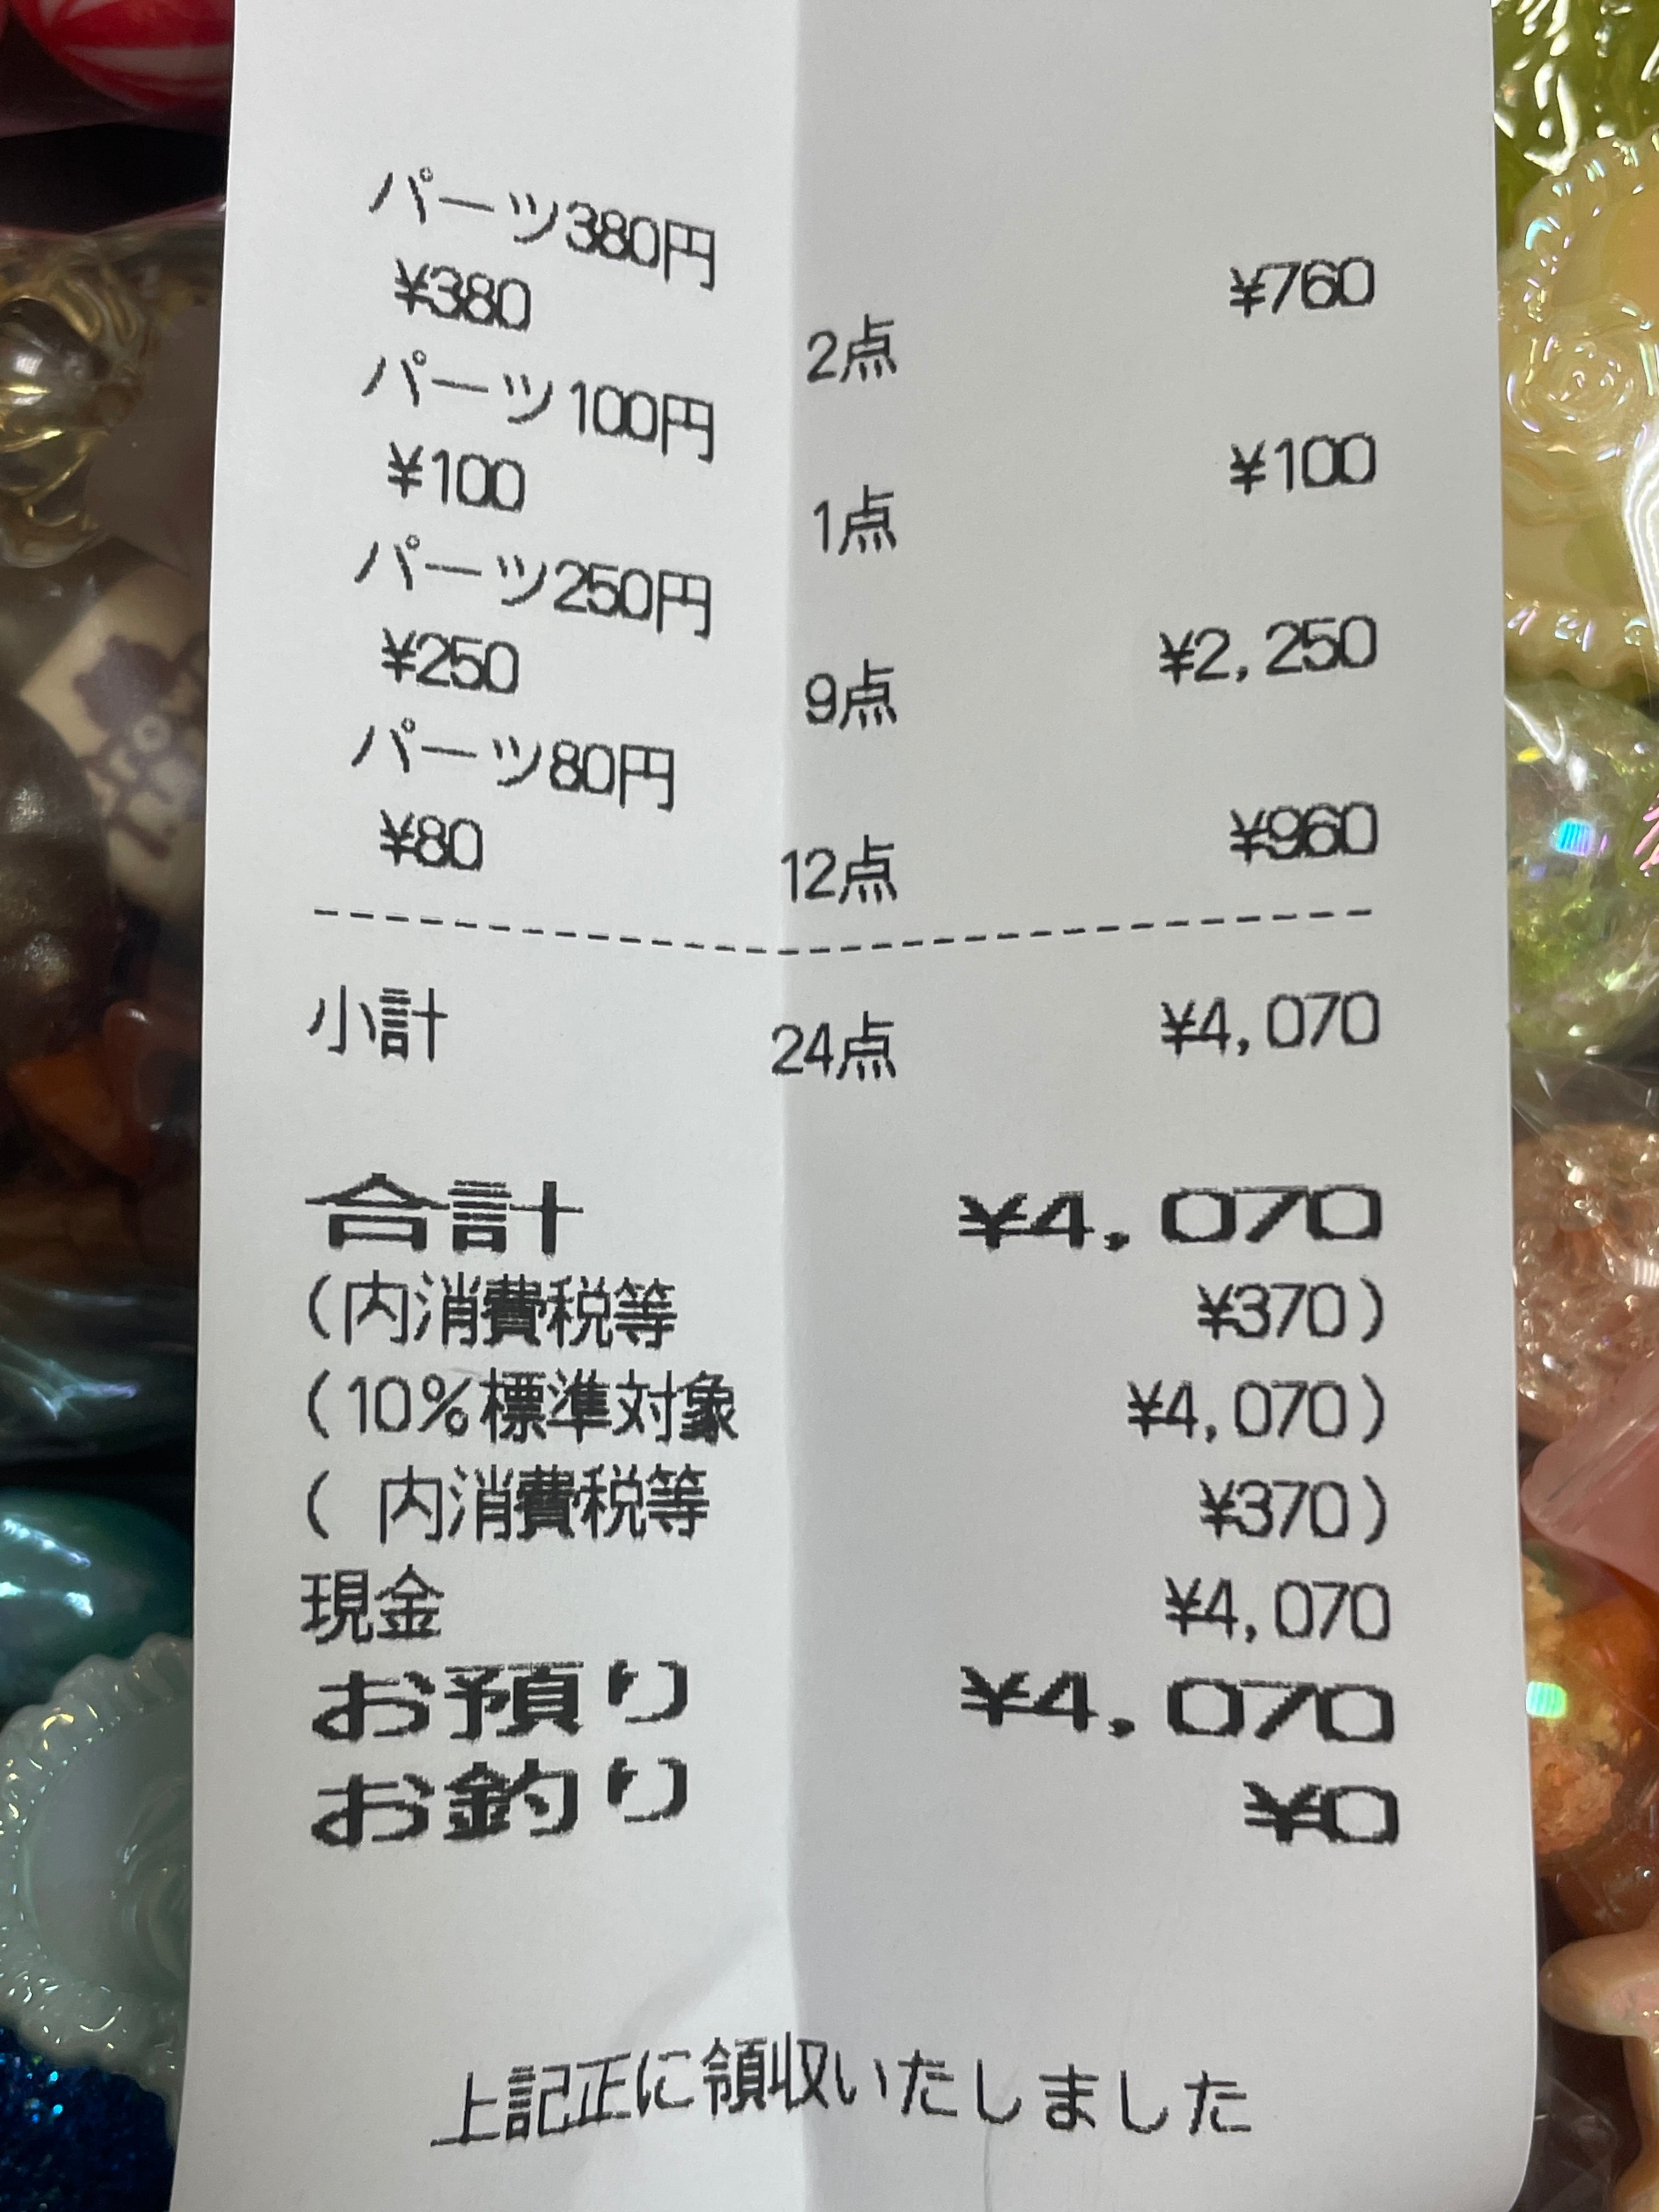 パーツ380円
¥380 2点 ¥760
パーツ100円
¥100 1点 ¥100
パーツ250円
¥250 9点 ¥2,250
パーツ80円
¥80 12点 ¥960
小計 24点 ¥4,070
合計 ¥4,070
(内消費税等 ¥370)
(10%標準対象 ¥4,070)
( 内消費税等 ¥370)
現金 ¥4,070
お預り ¥4,070
お釣り ¥0
上記正に領収いたしました